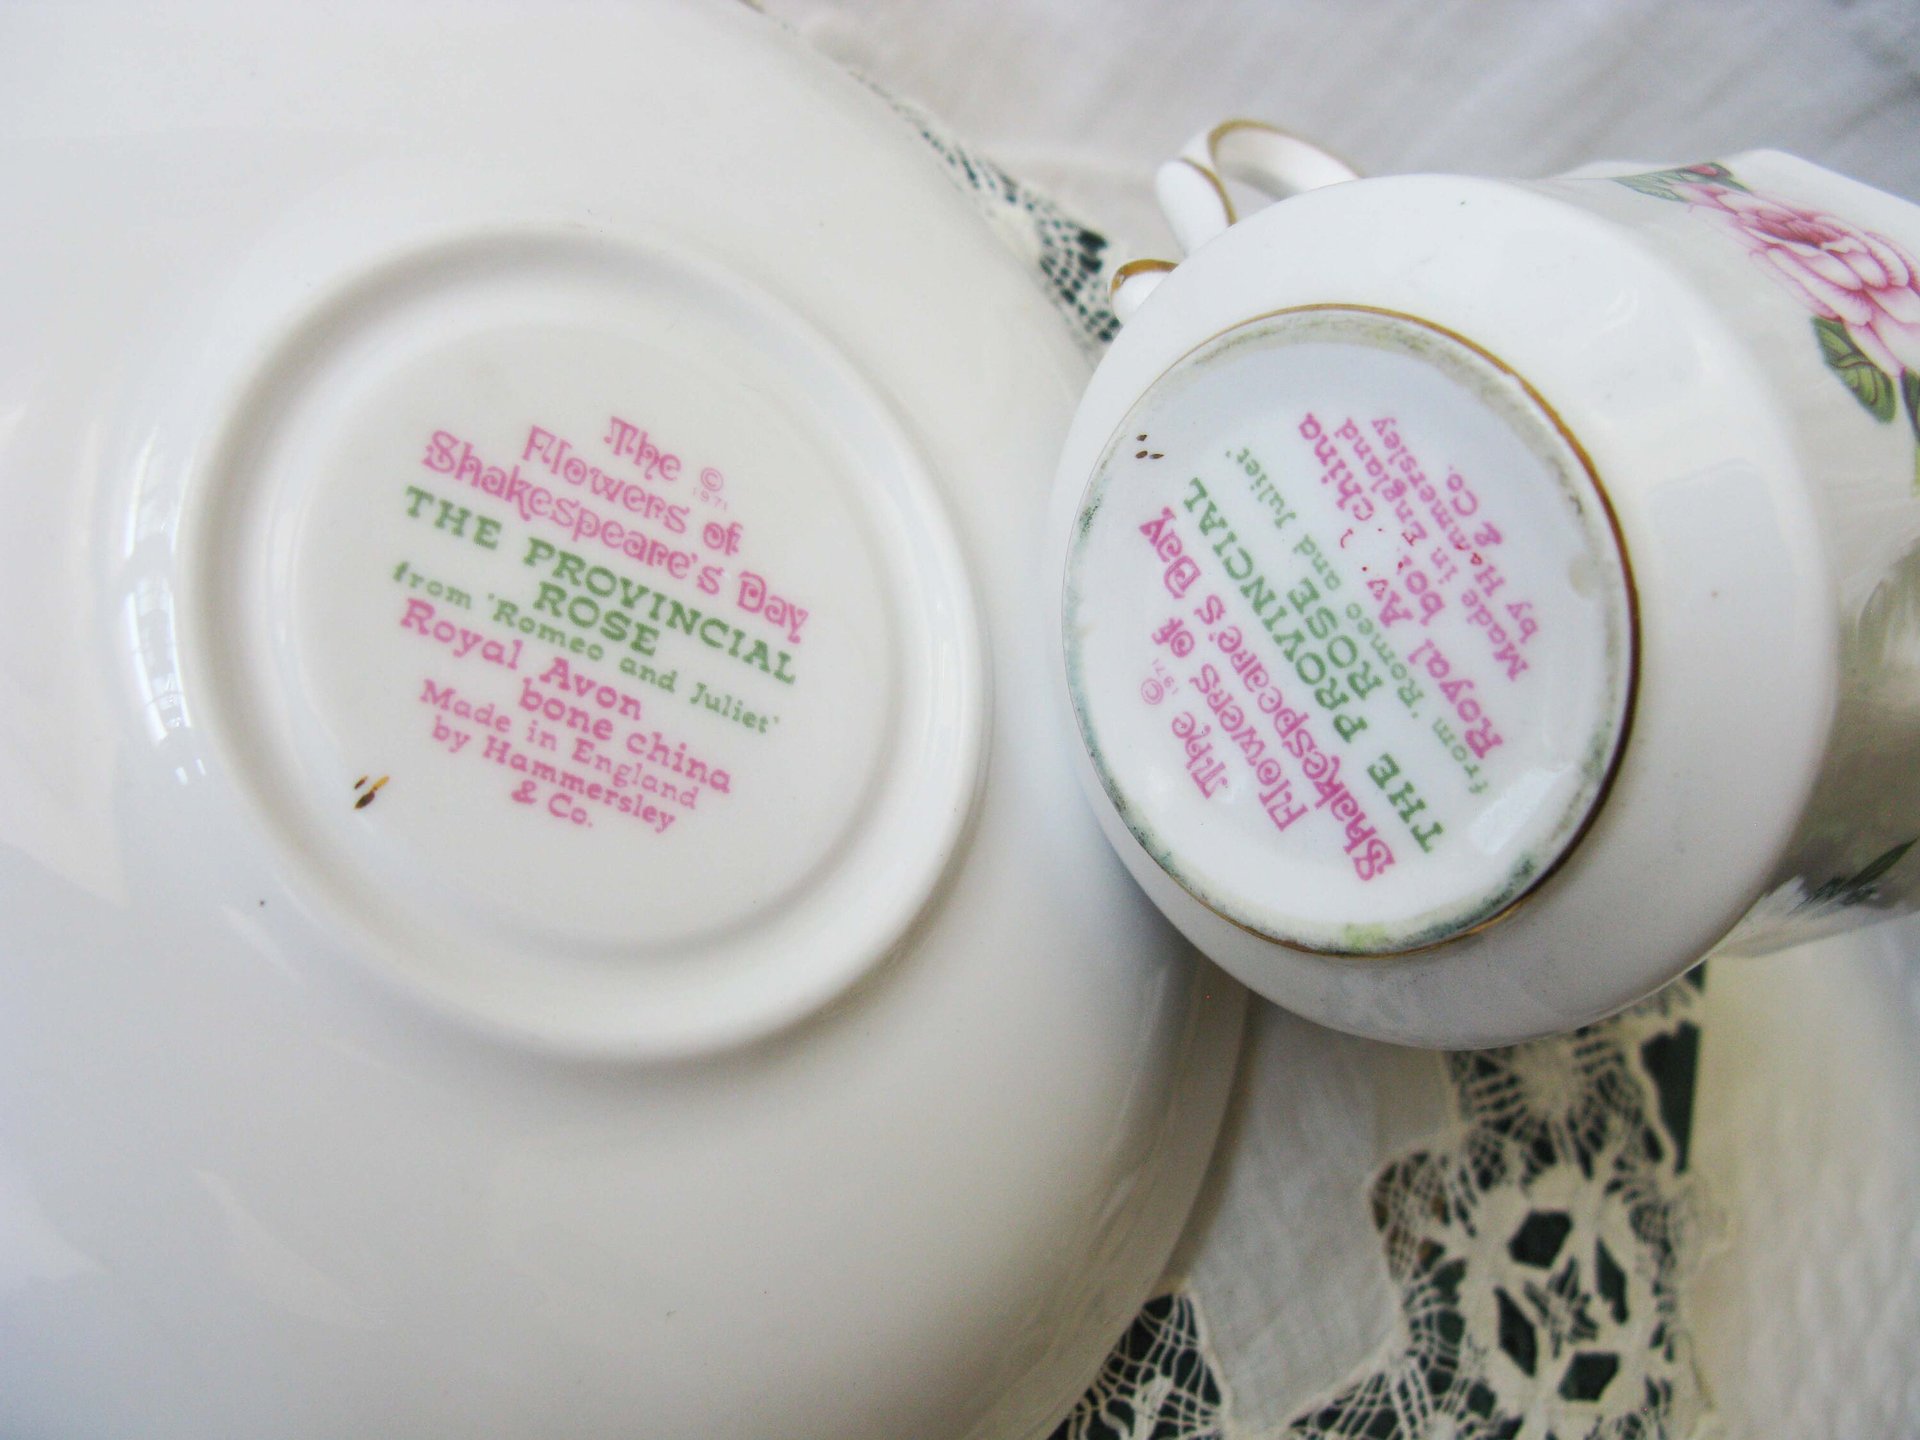 The ©
1971
Flowers of
Shakespeare's Day
THE PROVINCIAL
ROSE
from 'Romeo and Juliet'
Royal Avon
bone china
Made in England
by Hammersley
& Co.
The ©
1971
Flowers of
Shakespeare's Day
THE PROVINCIAL
ROSE
from 'Romeo and Juliet'
Royal Av
bo china
Made in England
by Hammersley
& Co.